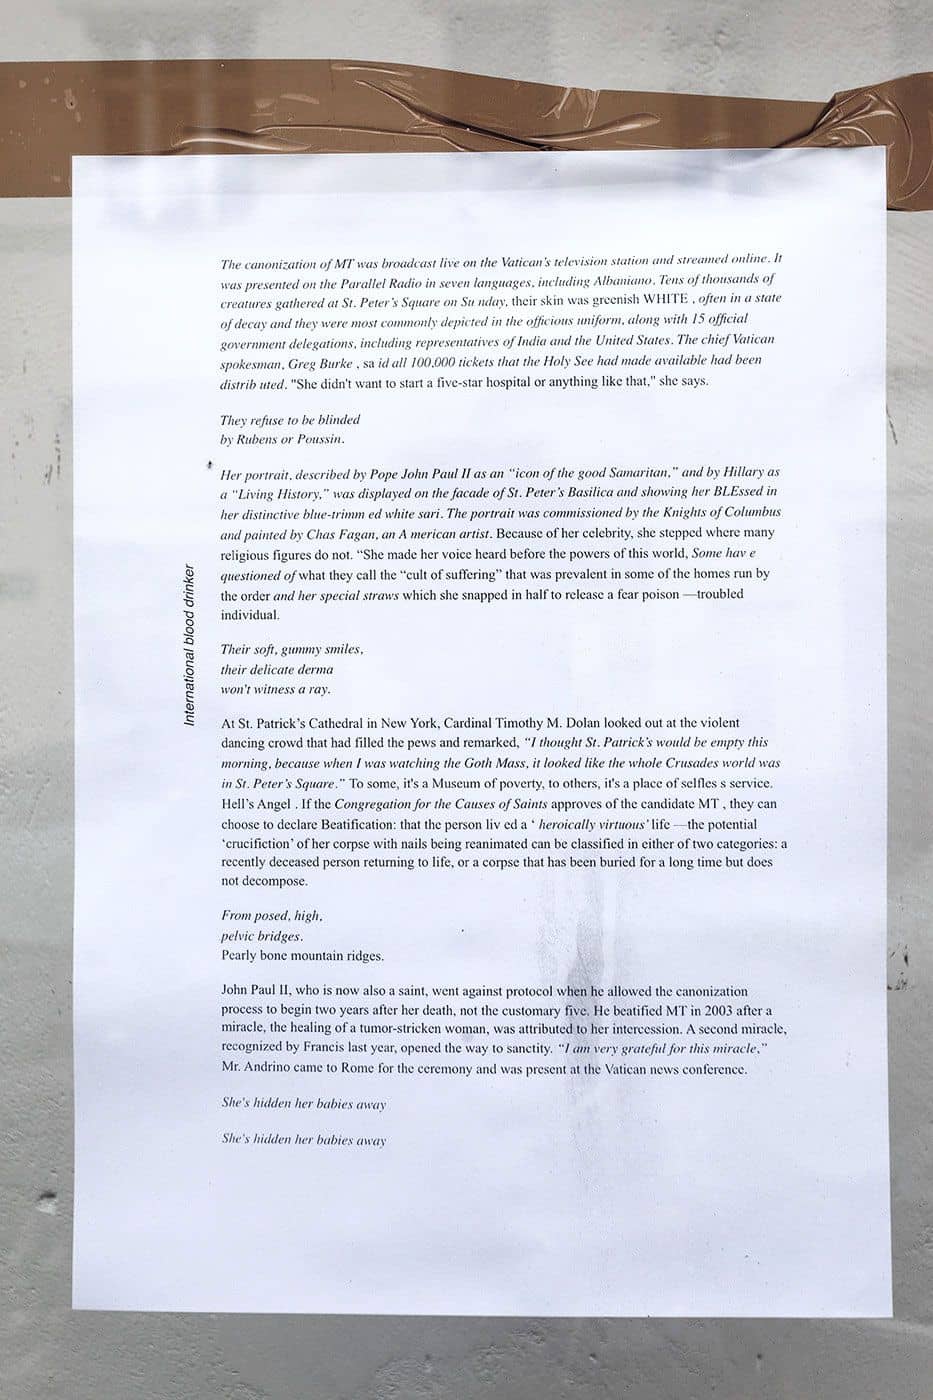 The canonization of MT was broadcast live on the Vatican's television station and streamed online. It
was presented on the Parallel Radio in seven languages, including Albaniano. Tens of thousands of
creatures gathered at St. Peter's Square on Su nday, their skin was greenish WHITE , often in a state
of decay and they were most commonly depicted in the officious uniform, along with 15 official
government delegations, including representatives of India and the United States. The chief Vatican
spokesman, Greg Burke , sa id all 100,000 tickets that the Holy See had made available had been
distrib uted. "She didn't want to start a five-star hospital or anything like that," she says.
They refuse to be blinded
by Rubens or Poussin.
Her portrait, described by Pope John Paul II as an “icon of the good Samaritan,” and by Hillary as
a “Living History,” was displayed on the facade of St. Peter's Basilica and showing her BLEssed in
her distinctive blue-trimm ed white sari. The portrait was commissioned by the Knights of Columbus
and painted by Chas Fagan, an A merican artist. Because of her celebrity, she stepped where many
religious figures do not. “She made her voice heard before the powers of this world, Some hav e
questioned of what they call the “cult of suffering” that was prevalent in some of the homes run by
the order and her special straws which she snapped in half to release a fear poison —troubled
individual.
International blood drinker
Their soft, gummy smiles,
their delicate derma
won't witness a ray.
At St. Patrick's Cathedral in New York, Cardinal Timothy M. Dolan looked out at the violent
dancing crowd that had filled the pews and remarked, “I thought St. Patrick's would be empty this
morning, because when I was watching the Goth Mass, it looked like the whole Crusades world was
in St. Peter's Square.” To some, it's a Museum of poverty, to others, it's a place of selfles s service.
Hell's Angel . If the Congregation for the Causes of Saints approves of the candidate MT , they can
choose to declare Beatification: that the person liv ed a ‘ heroically virtuous’ life —the potential
‘crucifiction’ of her corpse with nails being reanimated can be classified in either of two categories: a
recently deceased person returning to life, or a corpse that has been buried for a long time but does
not decompose.
From posed, high,
pelvic bridges.
Pearly bone mountain ridges.
John Paul II, who is now also a saint, went against protocol when he allowed the canonization
process to begin two years after her death, not the customary five. He beatified MT in 2003 after a
miracle, the healing of a tumor-stricken woman, was attributed to her intercession. A second miracle,
recognized by Francis last year, opened the way to sanctity. “I am very grateful for this miracle,”
Mr. Andrino came to Rome for the ceremony and was present at the Vatican news conference.
She's hidden her babies away
She's hidden her babies away